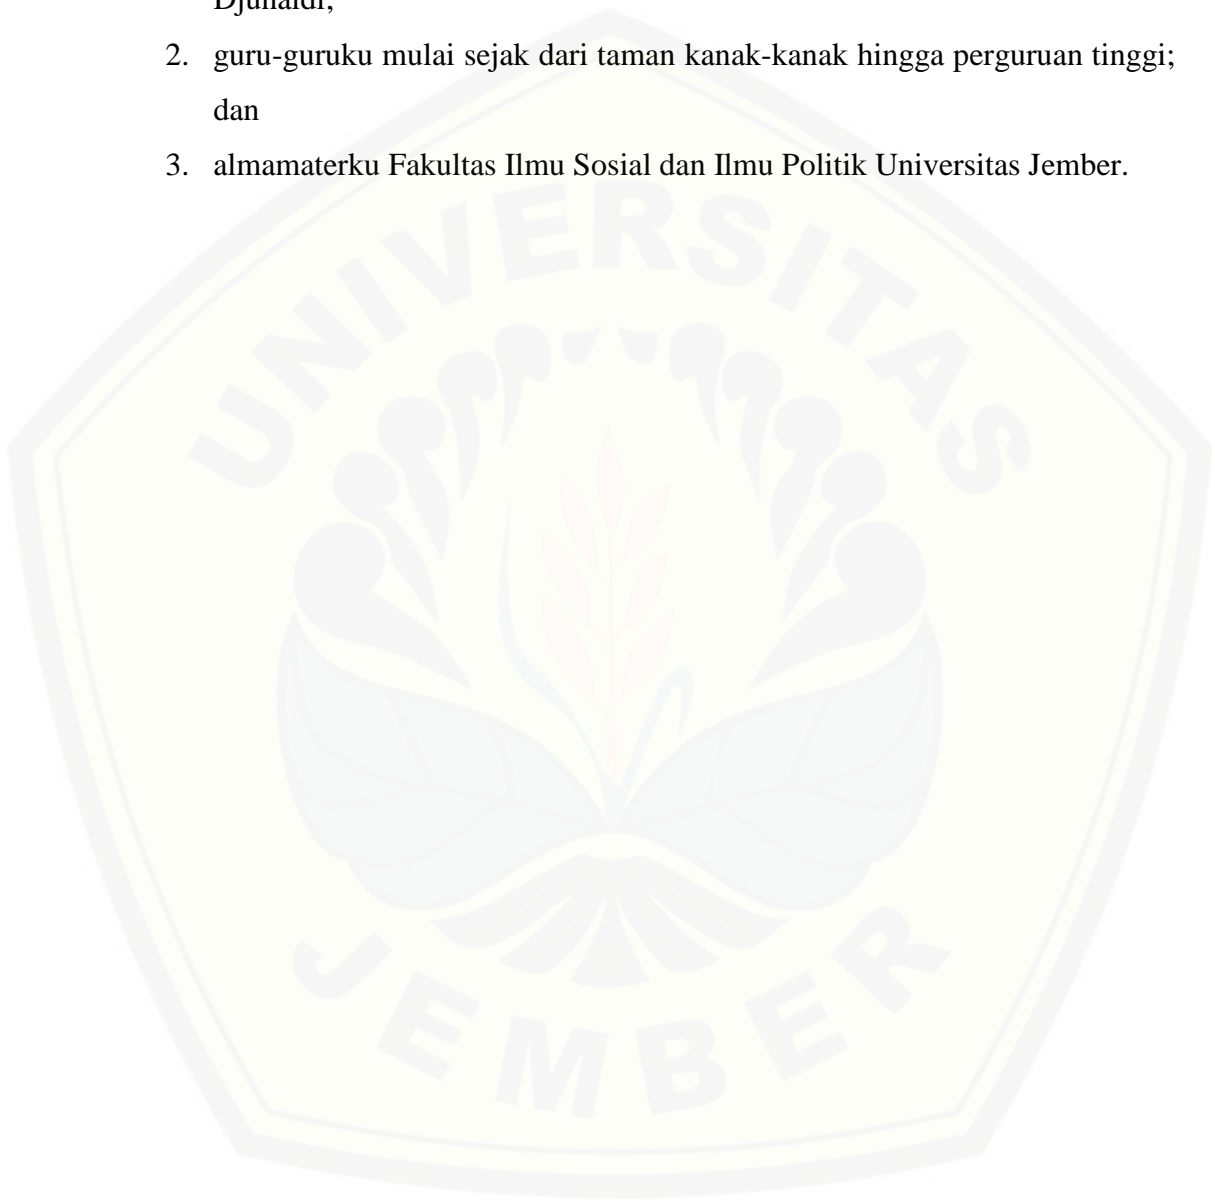 Djunaidi;
2. guru-guruku mulai sejak dari taman kanak-kanak hingga perguruan tinggi;
dan
3. almamaterku Fakultas Ilmu Sosial dan Ilmu Politik Universitas Jember.
UNIVERSITAS
JEMBER